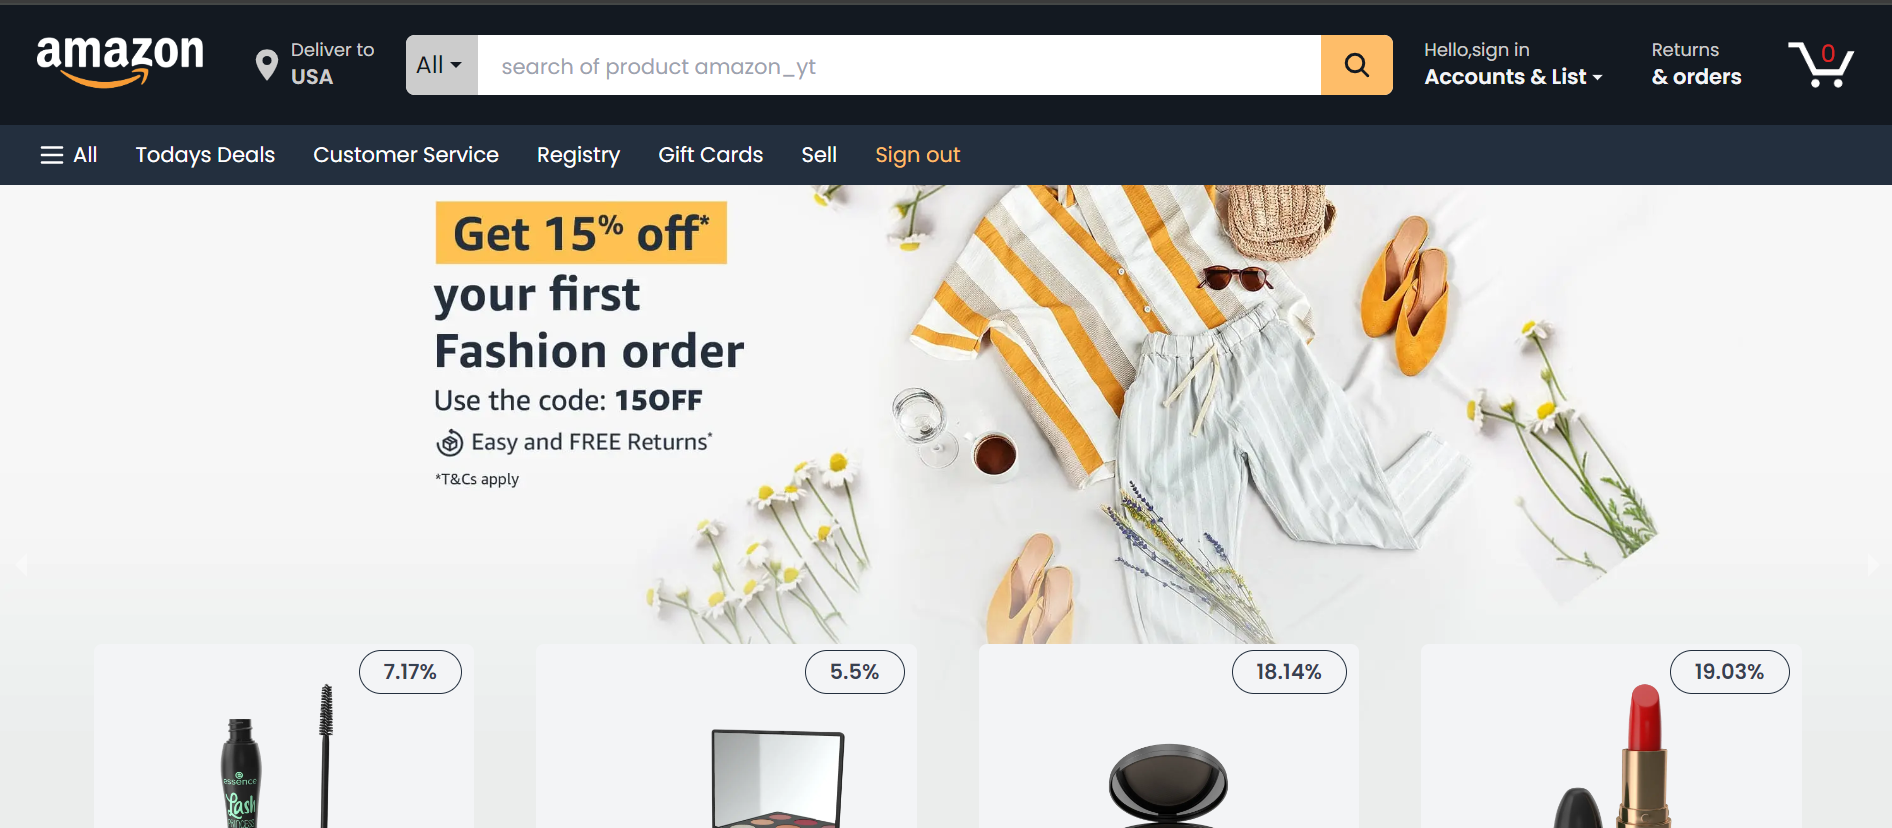 amazon
Deliver to
USA
All
search of product amazon_yt
Hello,sign in
Accounts & List
Returns
& orders
0
All
Todays Deals
Customer Service
Registry
Gift Cards
Sell
Sign out
Get 15% off*
your first
Fashion order
Use the code: 15OFF
Easy and FREE Returns*
*T&Cs apply
7.17%
5.5%
18.14%
19.03%
essence
Lash
PRINCESS